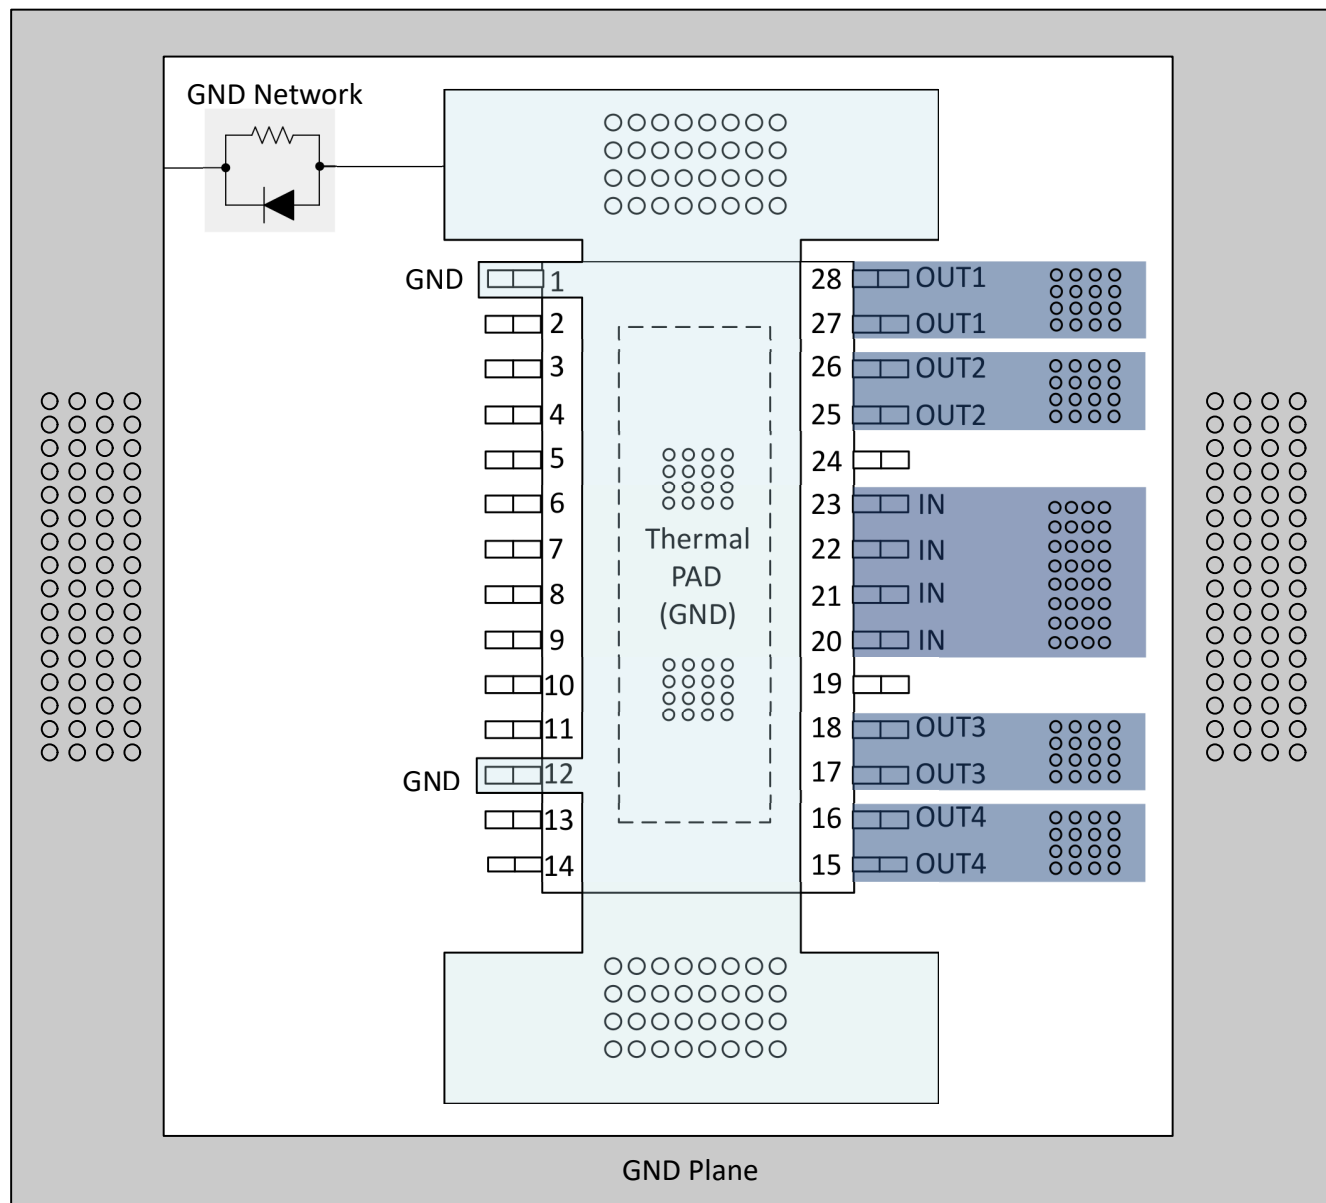 GND Network
GND 1 28 OUT1
2 27 OUT1
3 26 OUT2
4 25 OUT2
5 24
6 23 IN
7 22 IN
8 21 IN
9 20 IN
Thermal
PAD
(GND)
10 19
11 18 OUT3
GND 12 17 OUT3
13 16 OUT4
14 15 OUT4
GND Plane